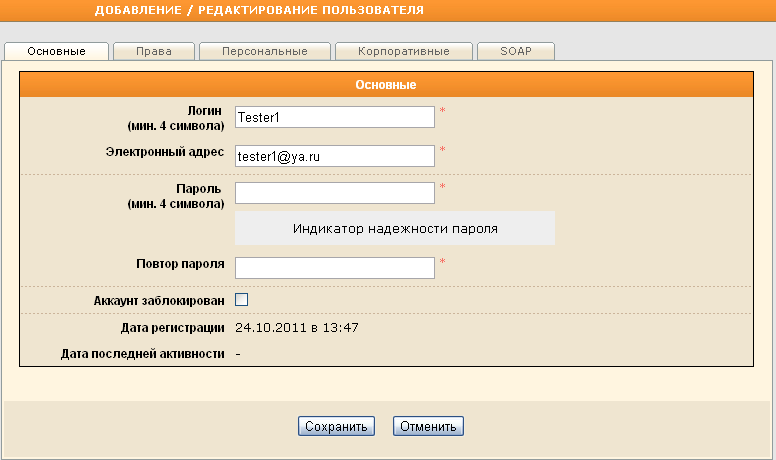 ДОБАВЛЕНИЕ / РЕДАКТИРОВАНИЕ ПОЛЬЗОВАТЕЛЯ
Основные Права Персональные Корпоративные SOAP
Основные
Логин
(мин. 4 символа) Tester1 *
Электронный адрес tester1@ya.ru *
Пароль *
(мин. 4 символа)
Индикатор надежности пароля
Повтор пароля *
Аккаунт заблокирован
Дата регистрации 24.10.2011 в 13:47
Дата последней активности -
Сохранить Отменить